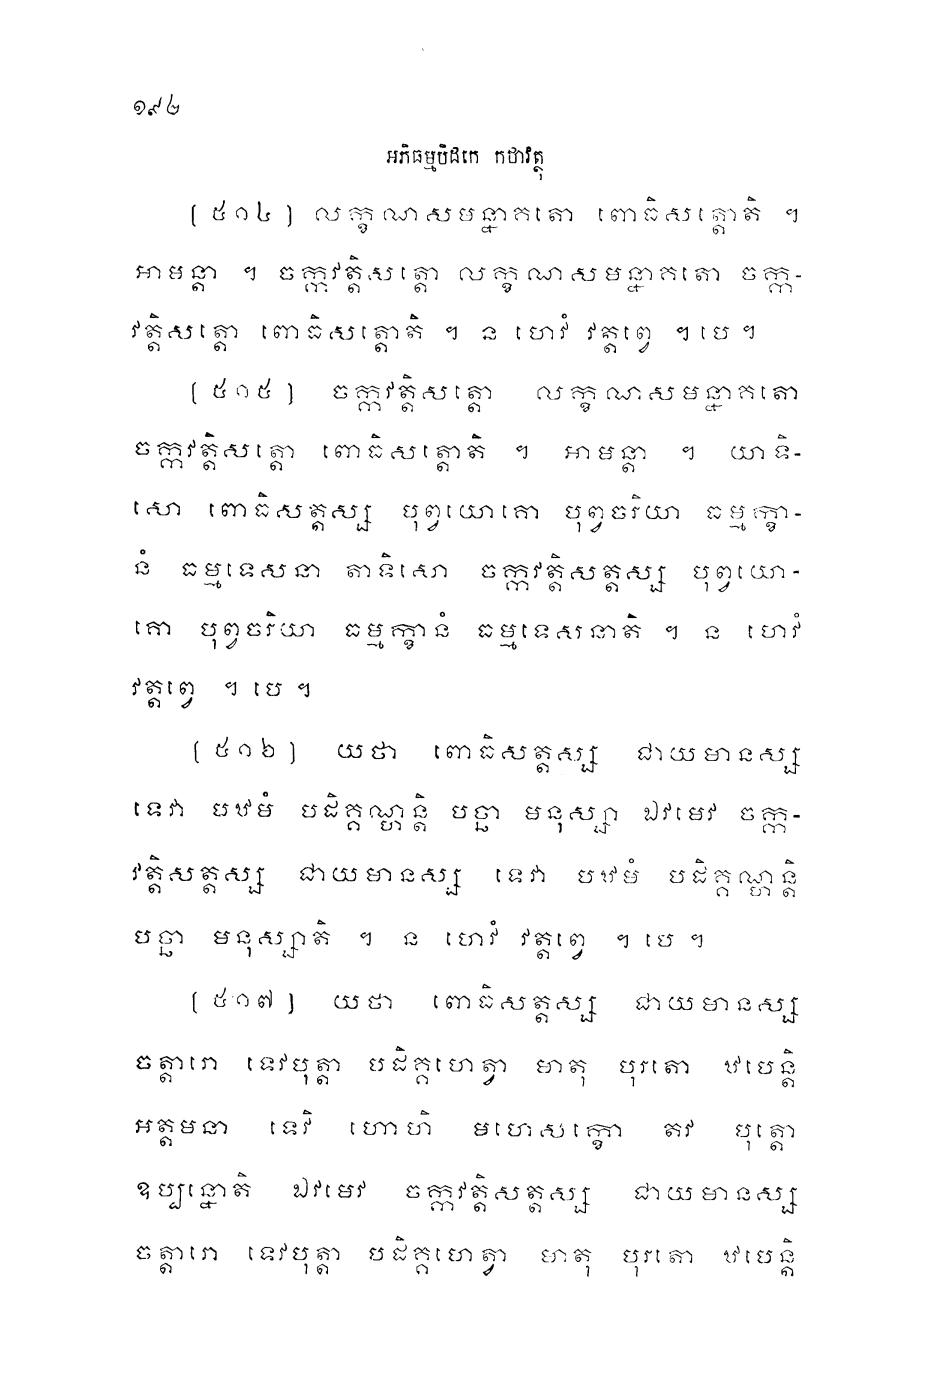 ១៩៤
អភិធម្មបិដកេ កថាវត្ថុ
[៥១៤] លក្ខណសមន្នាគតោ ពោធិសត្តោតិ ។
អាមន្តា ។ ចក្កវត្តិសត្តោ លក្ខណសមន្នាគតោ ចក្ក-
វត្តិសត្តោ ពោធិសត្តោតិ ។ ន ហេវំ វត្តព្វេ ។ បេ ។
[៥១៥] ចក្កវត្តិសត្តោ លក្ខណសមន្នាគតោ
ចក្កវត្តិសត្តោ ពោធិសត្តោតិ ។ អាមន្តា ។ យាទិ-
សោ ពោធិសត្តស្ស បុព្វយោគោ បុព្វចរិយា ធម្មក្ខា-
នំ ធម្មទេសនា តាទិសោ ចក្កវត្តិសត្តស្ស បុព្វយោ-
គោ បុព្វចរិយា ធម្មក្ខានំ ធម្មទេសនាតិ ។ ន ហេវំ
វត្តព្វេ ។ បេ ។
[៥១៦] យថា ពោធិសត្តស្ស ជាយមានស្ស
ទេវា បឋមំ បដិគ្គណ្ហន្តិ បច្ឆា មនុស្សា ឯវមេវ ចក្ក-
វត្តិសត្តស្ស ជាយមានស្ស ទេវា បឋមំ បដិគ្គណ្ហន្តិ
បច្ឆា មនុស្សាតិ ។ ន ហេវំ វត្តព្វេ ។ បេ ។
[៥១៧] យថា ពោធិសត្តស្ស ជាយមានស្ស
ចត្តារោ ទេវបុត្តា បដិគ្គហេត្វា មាតុ បុរតោ ឋបេន្តិ
អត្តមនា ទេវិ ហោហិ មហេសក្ខោ តវ បុត្តោ
ឧប្បន្នោតិ ឯវមេវ ចក្កវត្តិសត្តស្ស ជាយមានស្ស
ចត្តារោ ទេវបុត្តា បដិគ្គហេត្វា មាតុ បុរតោ ឋបេន្តិ